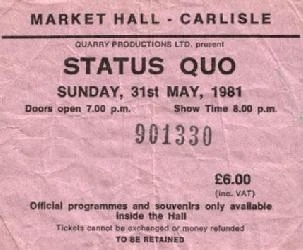 MARKET HALL - CARLISLE
QUARRY PRODUCTIONS LTD. present
STATUS QUO
SUNDAY, 31st MAY, 1981
Doors open 7.00 p.m. Show Time 8.00 p.m.
901330
£6.00
(inc. VAT)
Official programmes and souvenirs only available
inside the Hall
Tickets cannot be exchanged or money refunded
TO BE RETAINED